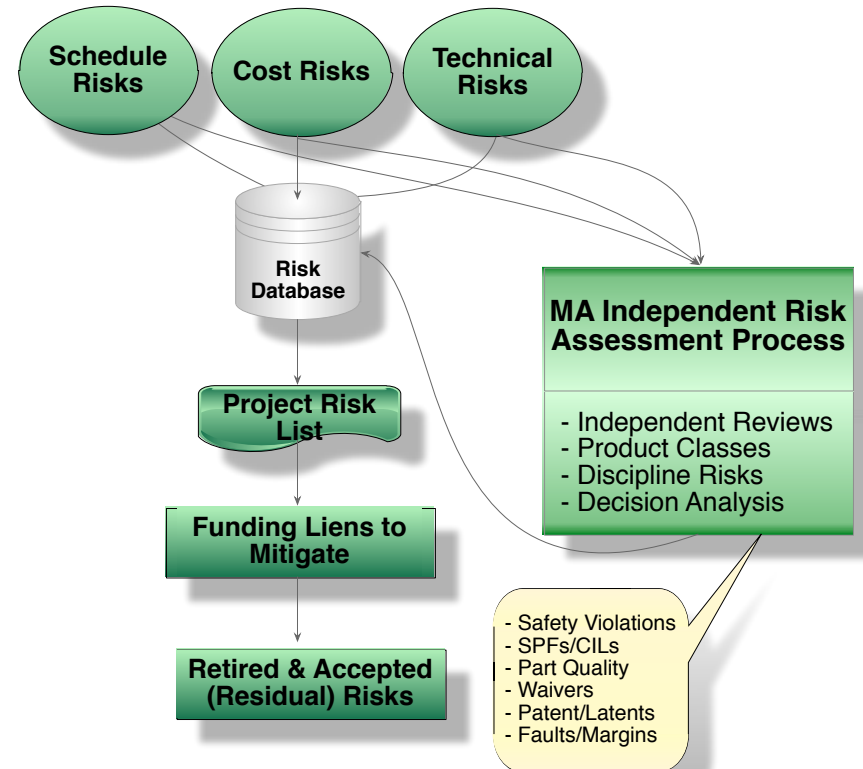 Schedule
Risks
Cost Risks
Technical
Risks
Risk
Database
MA Independent Risk
Assessment Process
- Independent Reviews
- Product Classes
- Discipline Risks
- Decision Analysis
Project Risk
List
Funding Liens to
Mitigate
Retired & Accepted
(Residual) Risks
- Safety Violations
- SPFs/CILs
- Part Quality
- Waivers
- Patent/Latents
- Faults/Margins